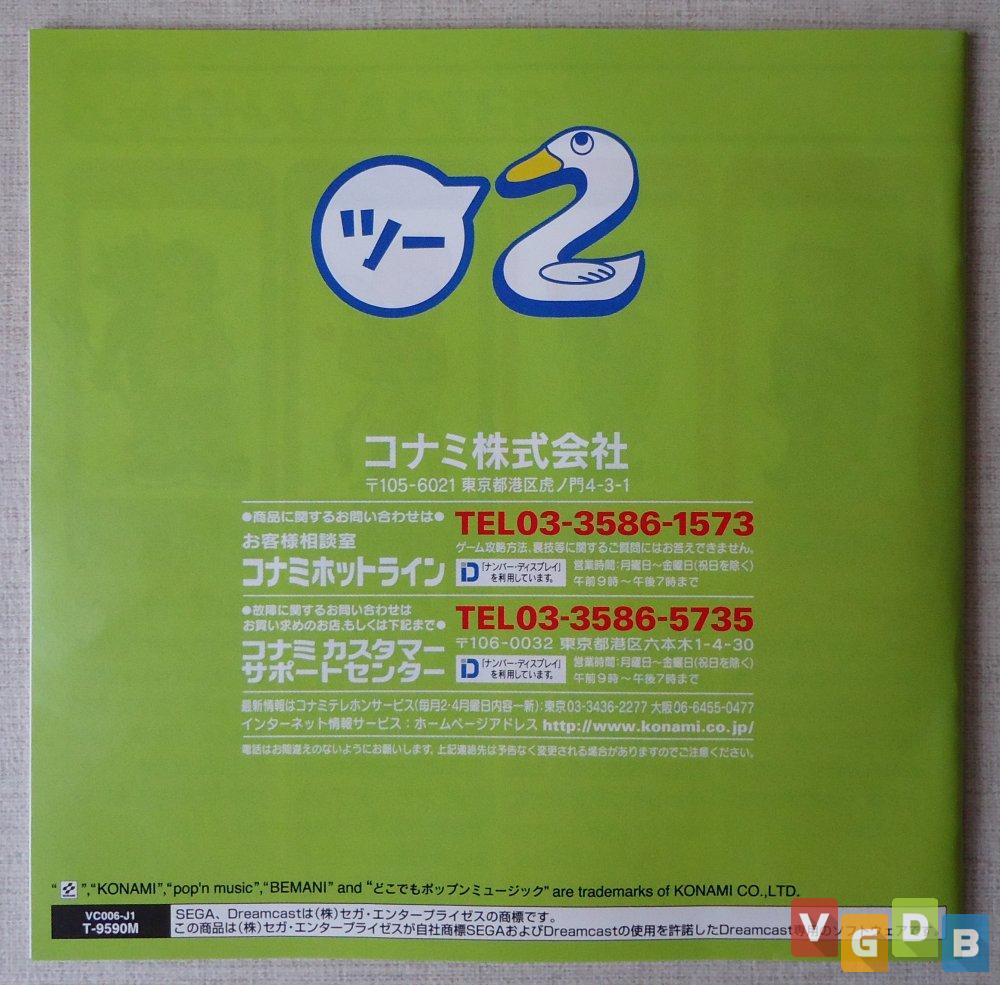 ツー 2
コナミ株式会社
〒105-6021 東京都港区虎ノ門4-3-1
●商品に関するお問い合わせは●
お客様相談室
コナミホットライン
TEL03-3586-1573
ゲーム攻略方法、裏技等に関するご質問にはお答えできません。
iD 「ナンバー・ディスプレイ」を利用しています。
営業時間:月曜日~金曜日(祝日を除く)
午前9時~午後7時まで
●故障に関するお問い合わせは
お買い求めのお店、もしくは下記まで●
コナミ カスタマー
サポートセンター
TEL03-3586-5735
〒106-0032 東京都港区六本木1-4-30
iD 「ナンバー・ディスプレイ」を利用しています。
営業時間:月曜日~金曜日(祝日を除く)
午前9時~午後7時まで
最新情報はコナミテレホンサービス(毎月2・4月曜日内容一新):東京03-3436-2277 大阪06-6455-0477
インターネット情報サービス:ホームページアドレス http://www.konami.co.jp/
電話はお間違えのないようにお願いします。上記連絡先は予告なく変更される場合がありますのでご注意ください。
“ ”,“KONAMI”,“pop'n music”,“BEMANI” and “どこでもポップンミュージック” are trademarks of KONAMI CO.,LTD.
VC006-J1
T-9590M
SEGA、Dreamcastは(株)セガ・エンタープライゼスの商標です。
この商品は(株)セガ・エンタープライゼスが自社商標SEGAおよびDreamcastの使用を許諾したDreamcast専用のソフトウェアです。
VGDB